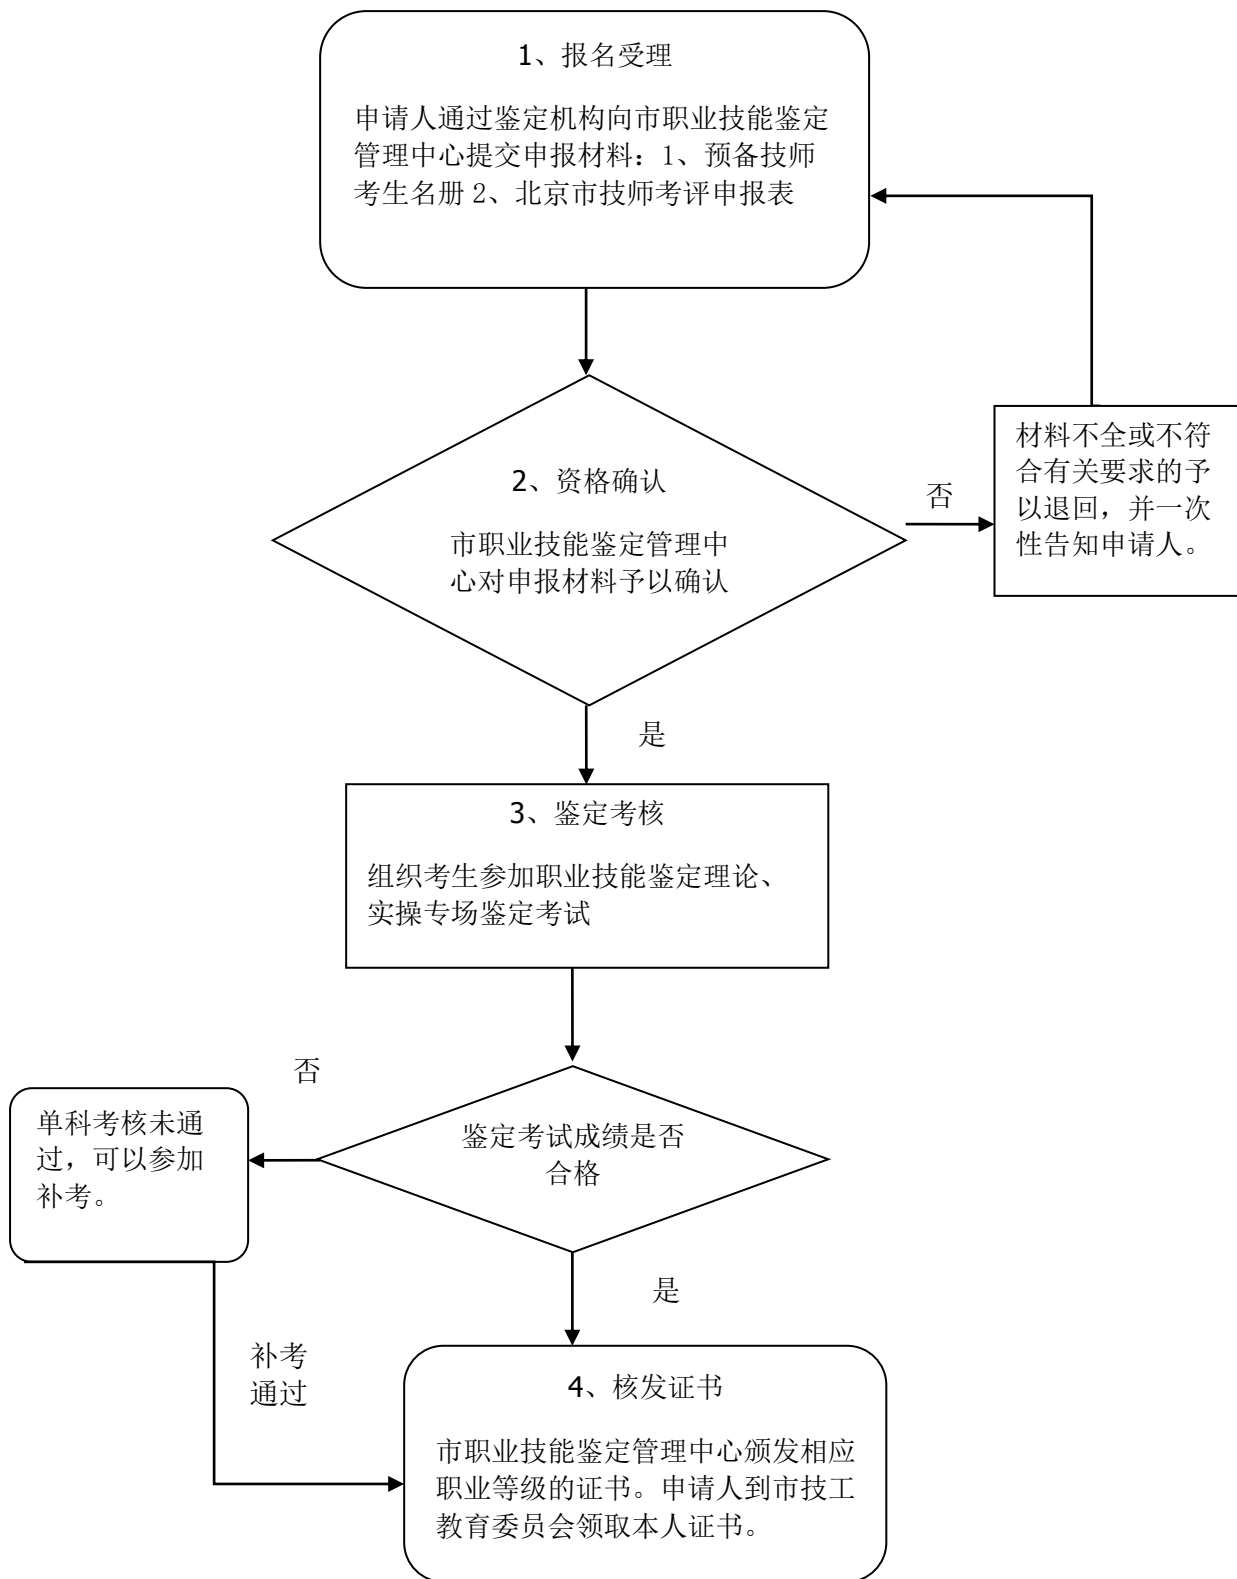 1、报名受理
申请人通过鉴定机构向市职业技能鉴定
管理中心提交申报材料：1、预备技师
考生名册 2、北京市技师考评申报表
2、资格确认
市职业技能鉴定管理中
心对申报材料予以确认
否
材料不全或不符
合有关要求的予
以退回，并一次
性告知申请人。
是
3、鉴定考核
组织考生参加职业技能鉴定理论、
实操专场鉴定考试
否
单科考核未通
过，可以参加
补考。
鉴定考试成绩是否
合格
是
补考
通过
4、核发证书
市职业技能鉴定管理中心颁发相应
职业等级的证书。申请人到市技工
教育委员会领取本人证书。